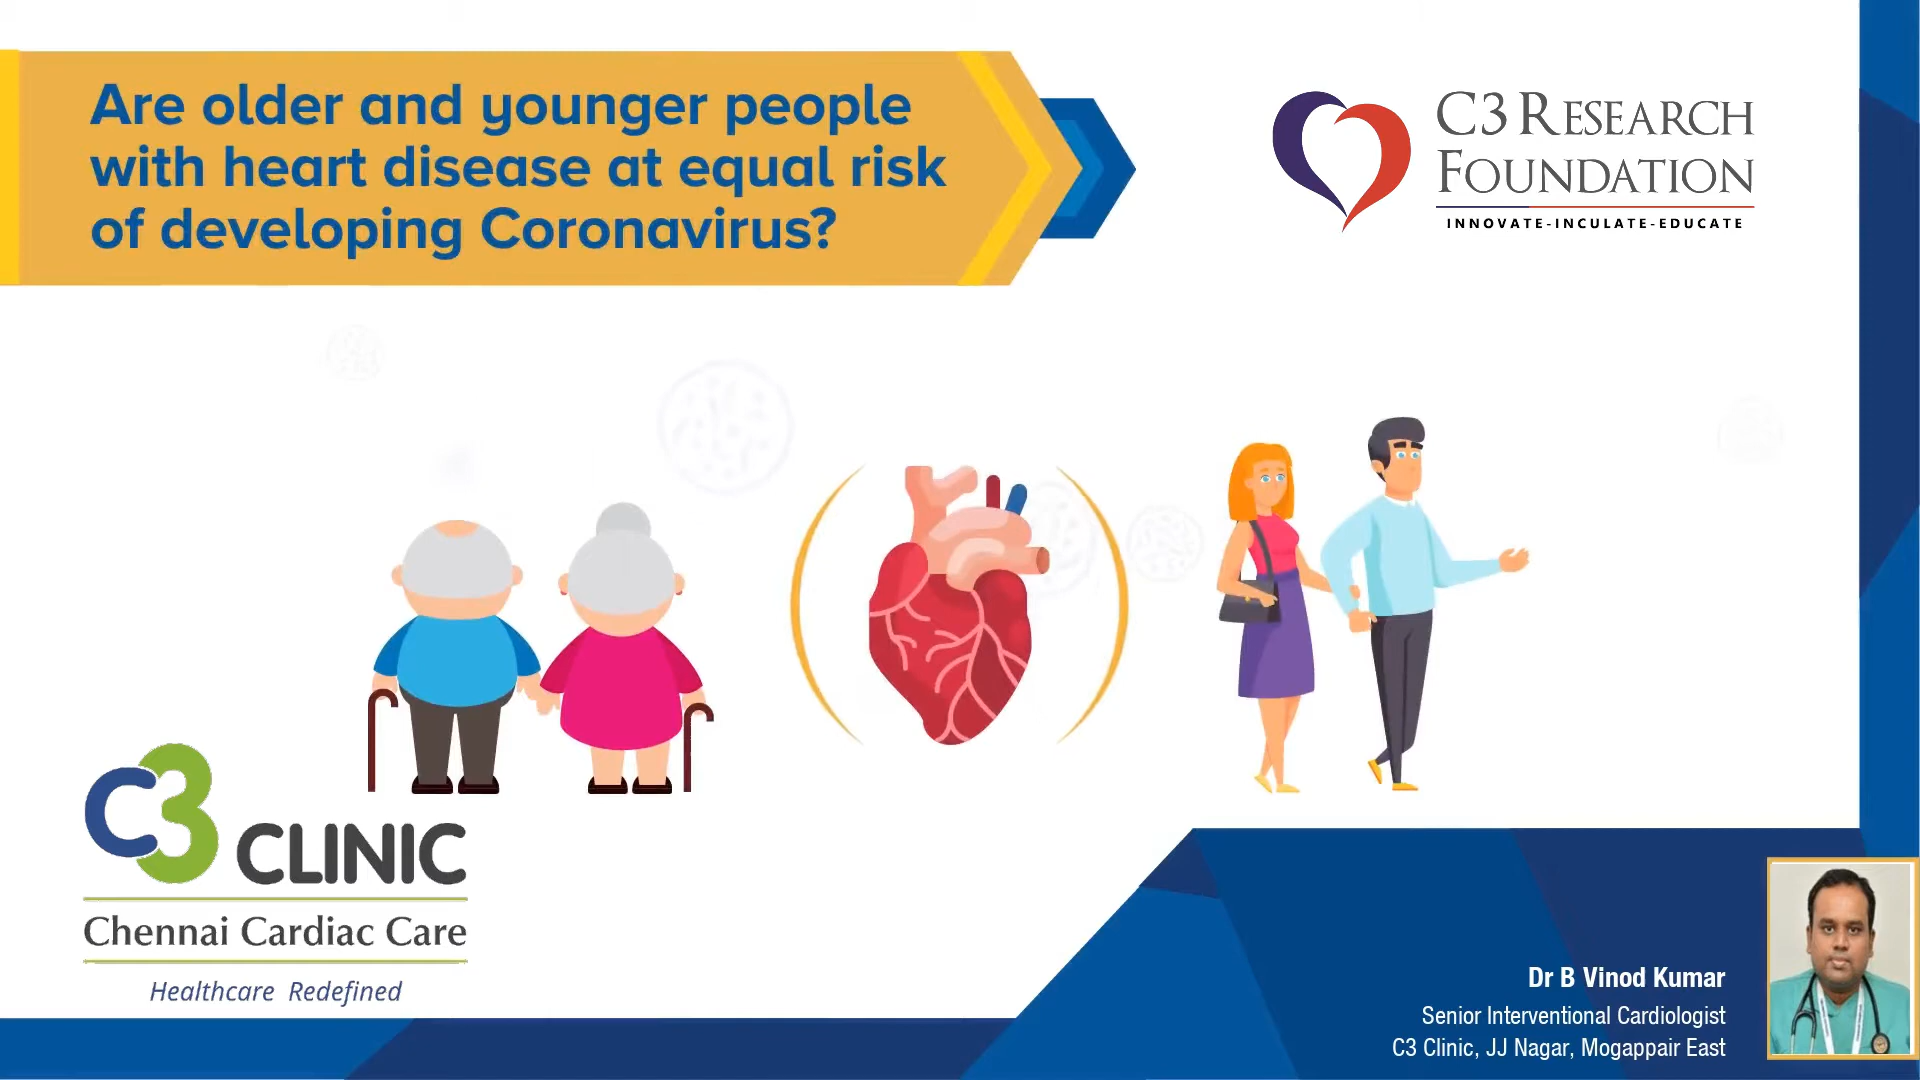 Are older and younger people
with heart disease at equal risk
of developing Coronavirus?
C3 RESEARCH
FOUNDATION
INNOVATE-INCULATE-EDUCATE
C3 CLINIC
Chennai Cardiac Care
Healthcare Redefined
Dr B Vinod Kumar
Senior Interventional Cardiologist
C3 Clinic, JJ Nagar, Mogappair East